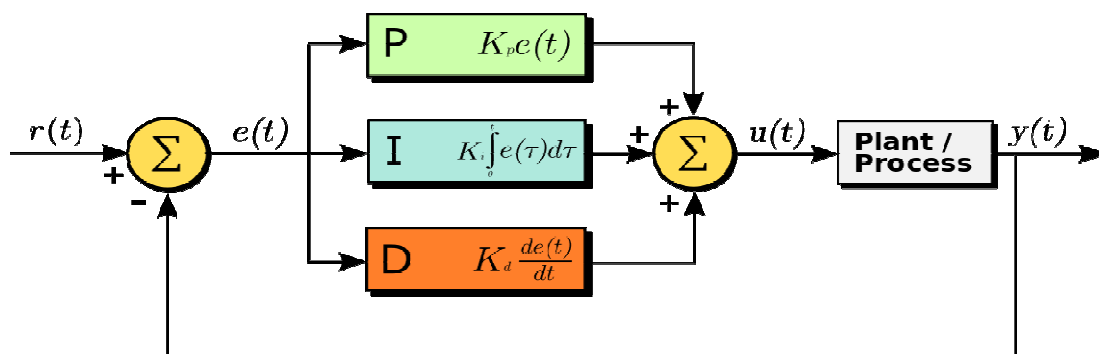 P K_p e(t)
r(t) + - Σ e(t) I K_i ∫_0^t e(τ)dτ + + + Σ u(t) Plant / Process y(t)
D K_d de(t)/dt